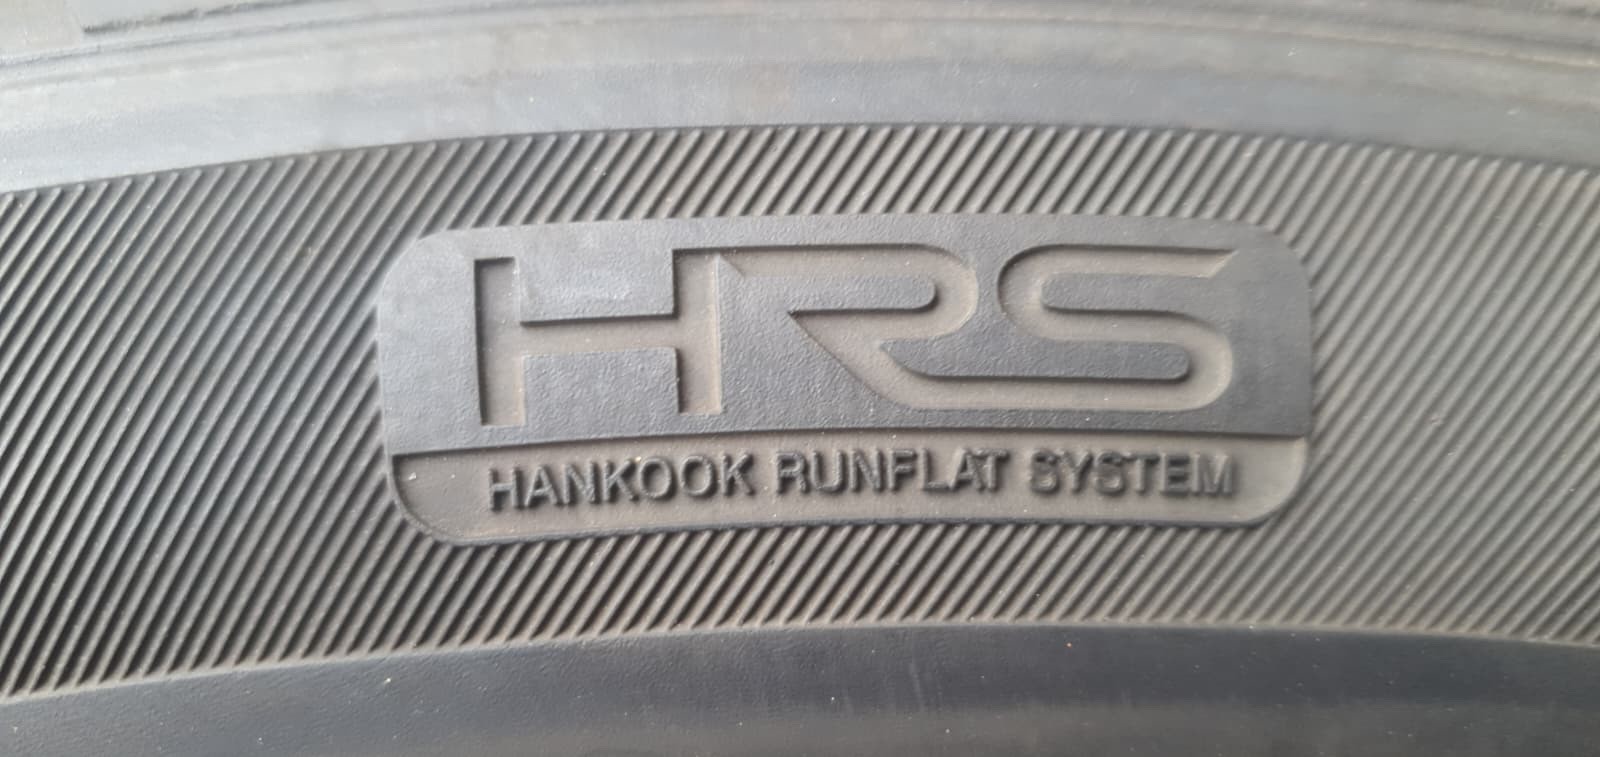 HRS
HANKOOK RUNFLAT SYSTEM